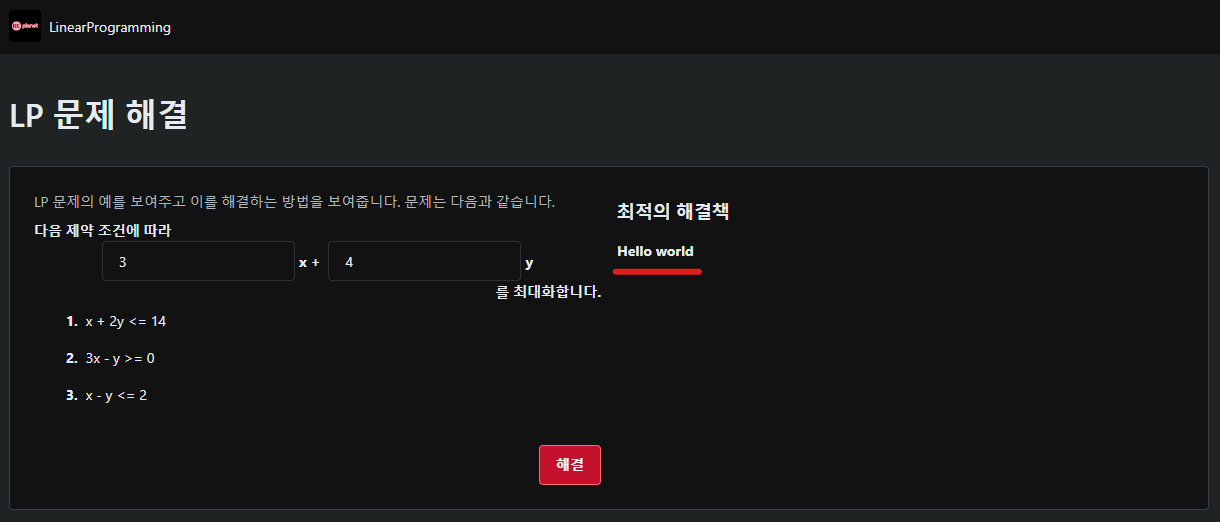 planet LinearProgramming
LP 문제 해결
LP 문제의 예를 보여주고 이를 해결하는 방법을 보여줍니다. 문제는 다음과 같습니다.
다음 제약 조건에 따라
3 x + 4 y
를 최대화합니다.
1. x + 2y <= 14
2. 3x - y >= 0
3. x - y <= 2
해결
최적의 해결책
Hello world